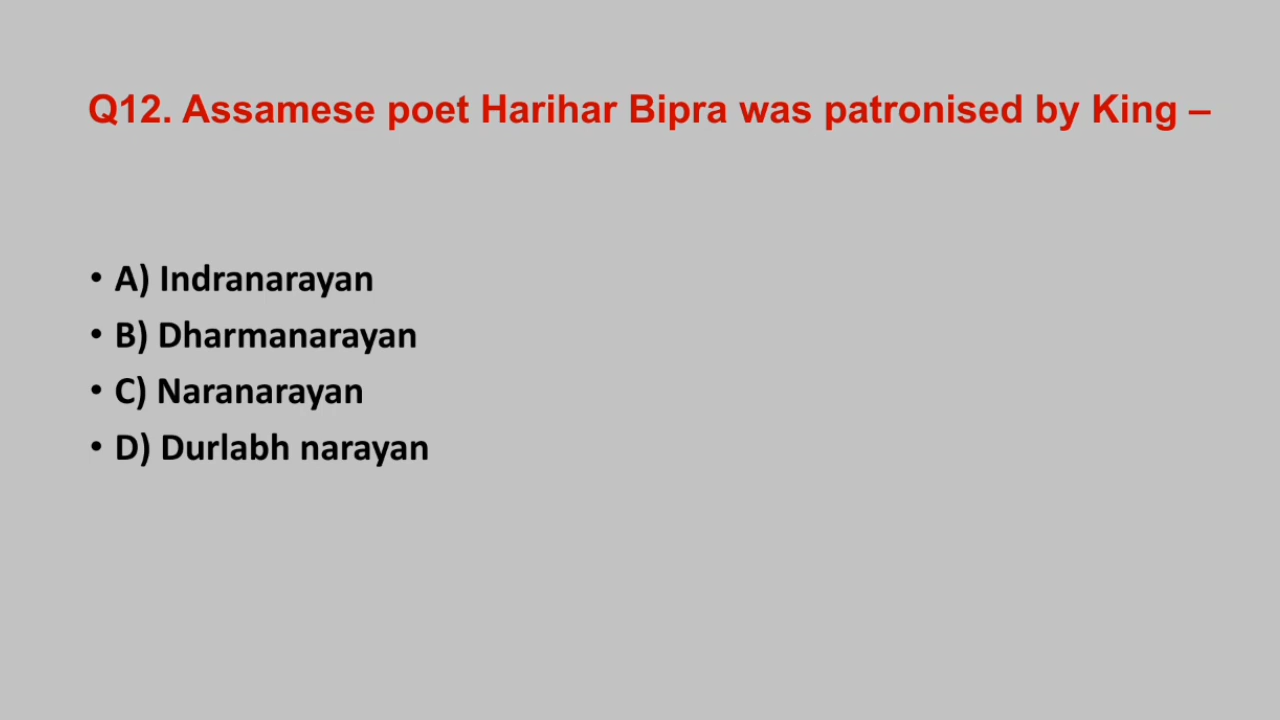 Q12. Assamese poet Harihar Bipra was patronised by King –
• A) Indranarayan
• B) Dharmanarayan
• C) Naranarayan
• D) Durlabh narayan